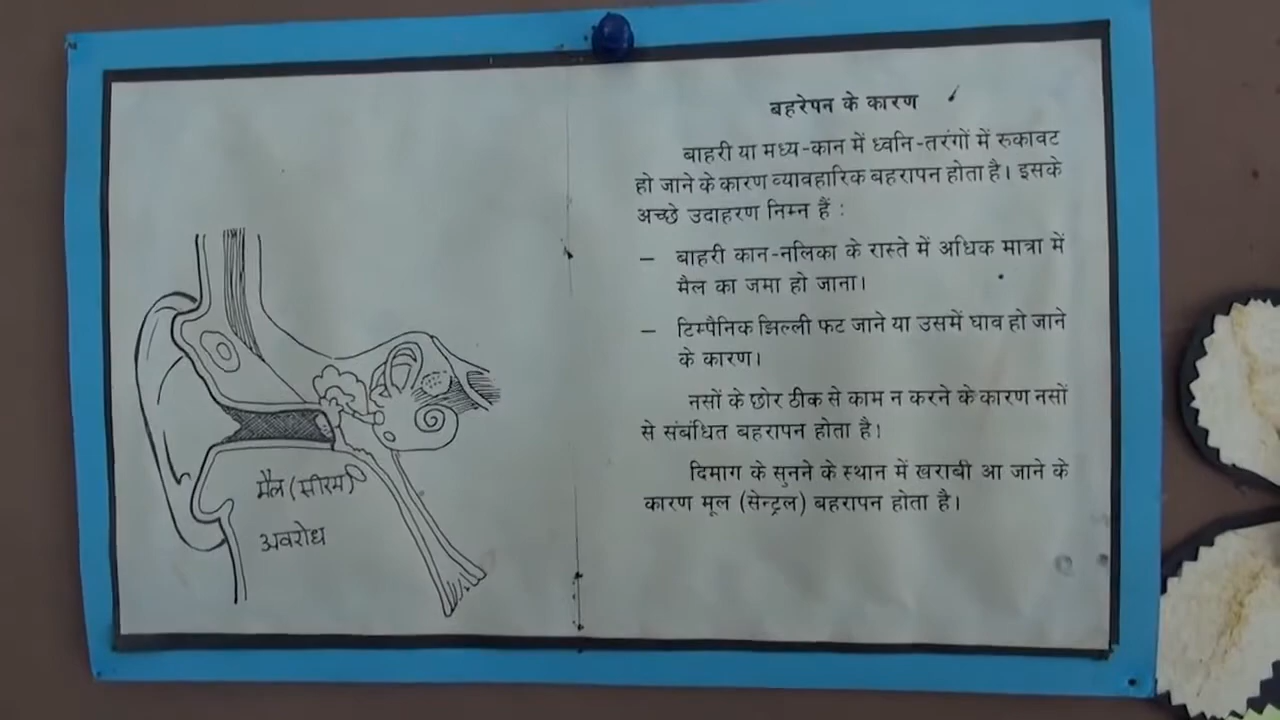 बहरेपन के कारण
बाहरी या मध्य-कान में ध्वनि-तरंगों में रुकावट
हो जाने के कारण व्यावहारिक बहरापन होता है। इसके
अच्छे उदाहरण निम्न हैं :
– बाहरी कान-नलिका के रास्ते में अधिक मात्रा में
मैल का जमा हो जाना।
– टिम्पैनिक झिल्ली फट जाने या उसमें घाव हो जाने
के कारण।
नसों के छोर ठीक से काम न करने के कारण नसों
से संबंधित बहरापन होता है।
दिमाग के सुनने के स्थान में खराबी आ जाने के
कारण मूल (सेन्ट्रल) बहरापन होता है।
मैल (सीरम)
अवरोध